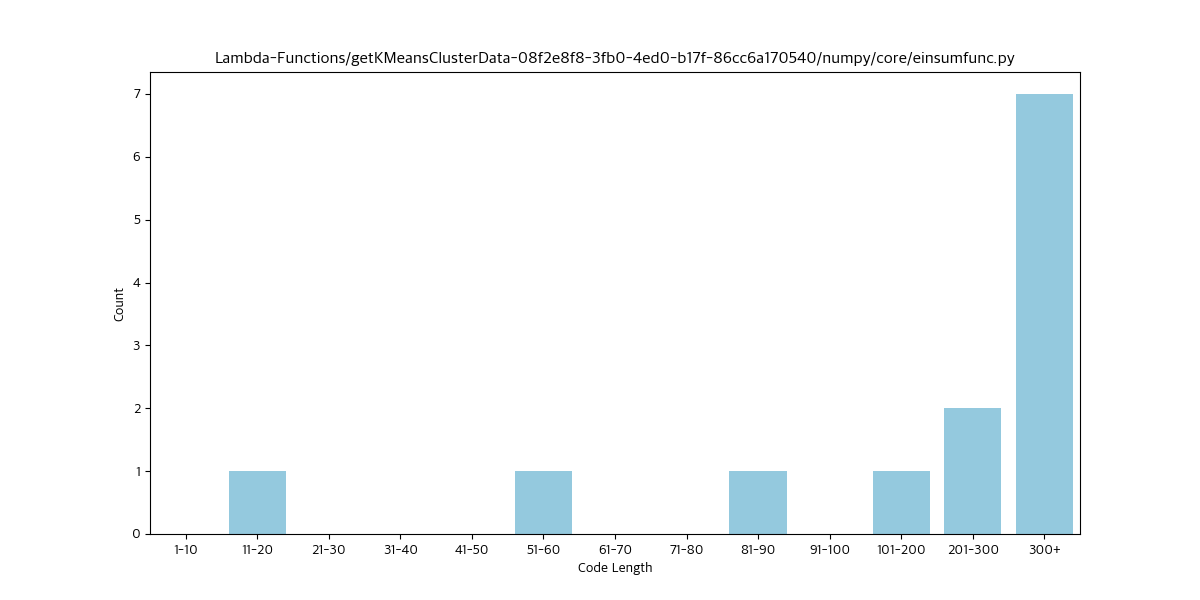 Lambda-Functions/getKMeansClusterData-08f2e8f8-3fb0-4ed0-b17f-86cc6a170540/numpy/core/einsumfunc.py
7
6
5
4
3
2
1
0
Count
1-10 11-20 21-30 31-40 41-50 51-60 61-70 71-80 81-90 91-100 101-200 201-300 300+
Code Length